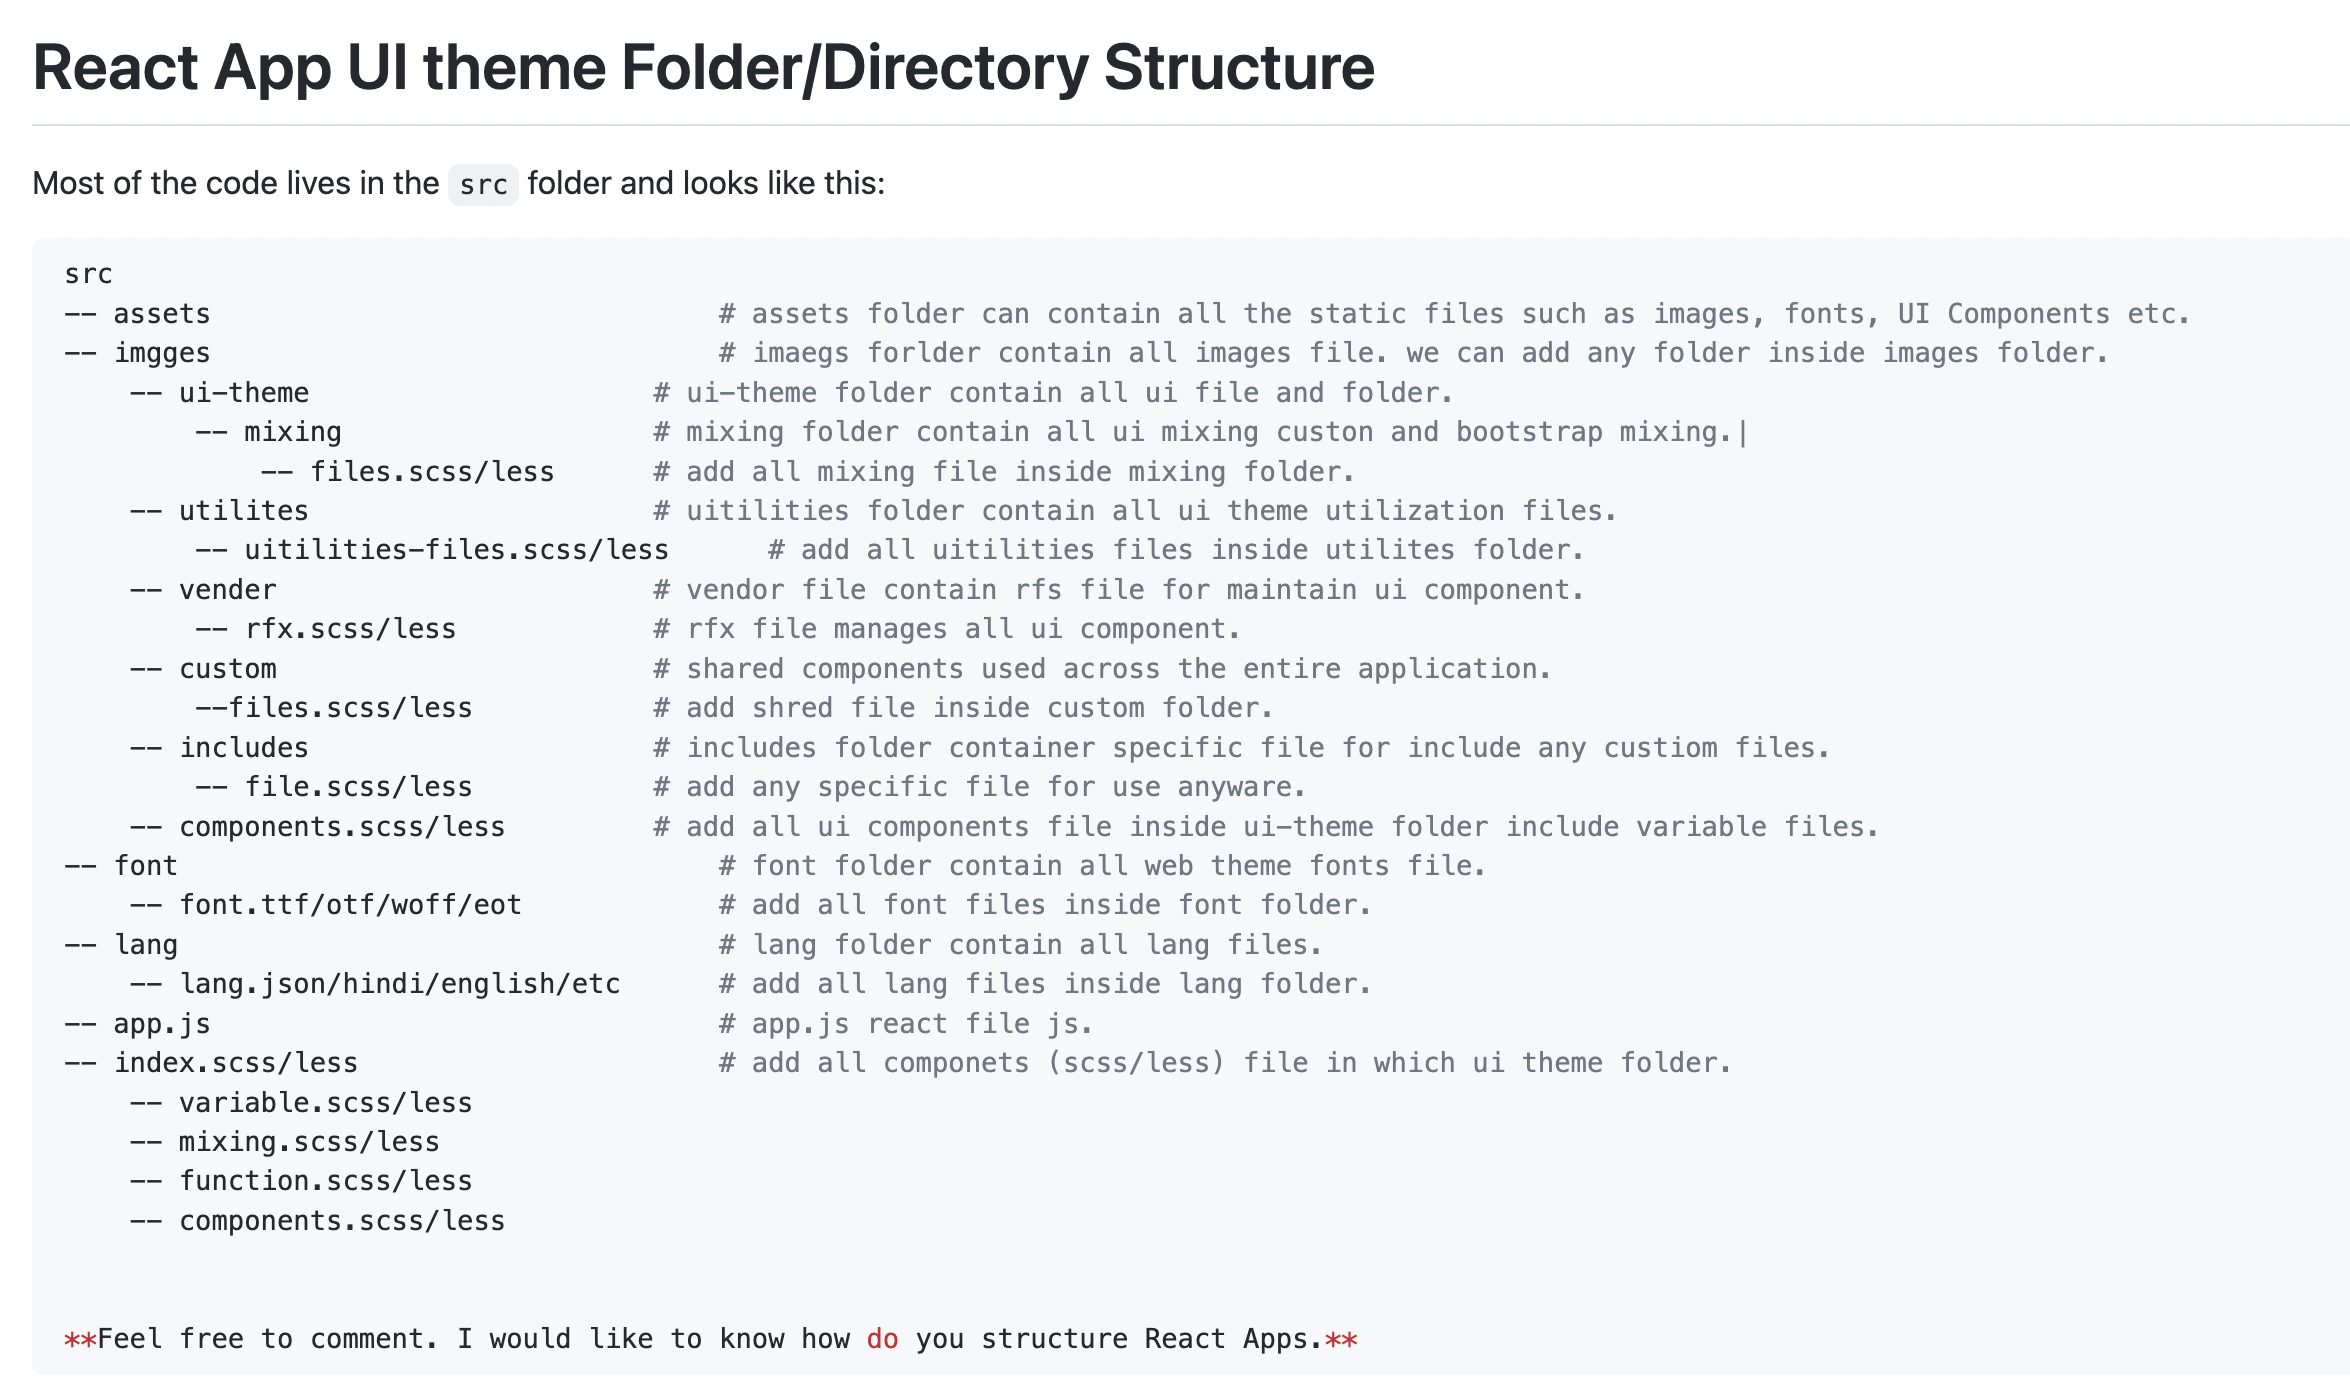 React App UI theme Folder/Directory Structure
Most of the code lives in the src folder and looks like this:
src
-- assets                               # assets folder can contain all the static files such as images, fonts, UI Components etc.
-- imgges                               # imaegs forlder contain all images file. we can add any folder inside images folder.
    -- ui-theme                     # ui-theme folder contain all ui file and folder.
        -- mixing                   # mixing folder contain all ui mixing custon and bootstrap mixing.|
            -- files.scss/less      # add all mixing file inside mixing folder.
    -- utilites                     # uitilities folder contain all ui theme utilization files.
        -- uitilities-files.scss/less      # add all uitilities files inside utilites folder.
    -- vender                       # vendor file contain rfs file for maintain ui component.
        -- rfx.scss/less            # rfx file manages all ui component.
    -- custom                       # shared components used across the entire application.
        --files.scss/less           # add shred file inside custom folder.
    -- includes                     # includes folder container specific file for include any custiom files.
        -- file.scss/less           # add any specific file for use anyware.
    -- components.scss/less         # add all ui components file inside ui-theme folder include variable files.
-- font                                 # font folder contain all web theme fonts file.
    -- font.ttf/otf/woff/eot            # add all font files inside font folder.
-- lang                                 # lang folder contain all lang files.
    -- lang.json/hindi/english/etc      # add all lang files inside lang folder.
-- app.js                               # app.js react file js.
-- index.scss/less                      # add all componets (scss/less) file in which ui theme folder.
    -- variable.scss/less
    -- mixing.scss/less
    -- function.scss/less
    -- components.scss/less
**Feel free to comment. I would like to know how do you structure React Apps.**